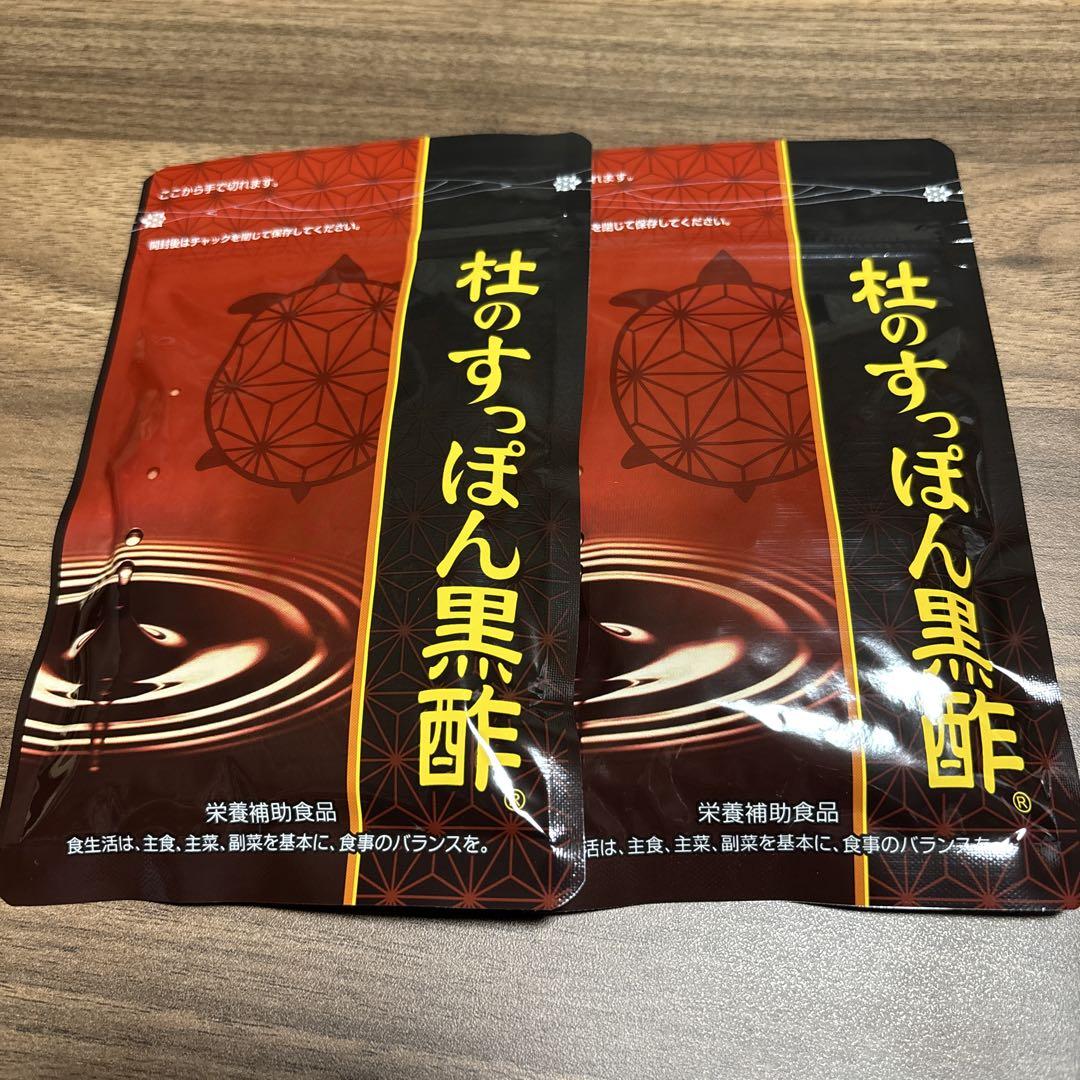 ここから手で切れます。
開封後はチャックを閉じて保存してください。
杜のすっぽん黒酢®
栄養補助食品
食生活は、主食、主菜、副菜を基本に、食事のバランスを。
れます。
を閉じて保存してください。
杜のすっぽん黒酢®
栄養補助食品
活は、主食、主菜、副菜を基本に、食事のバランスを。